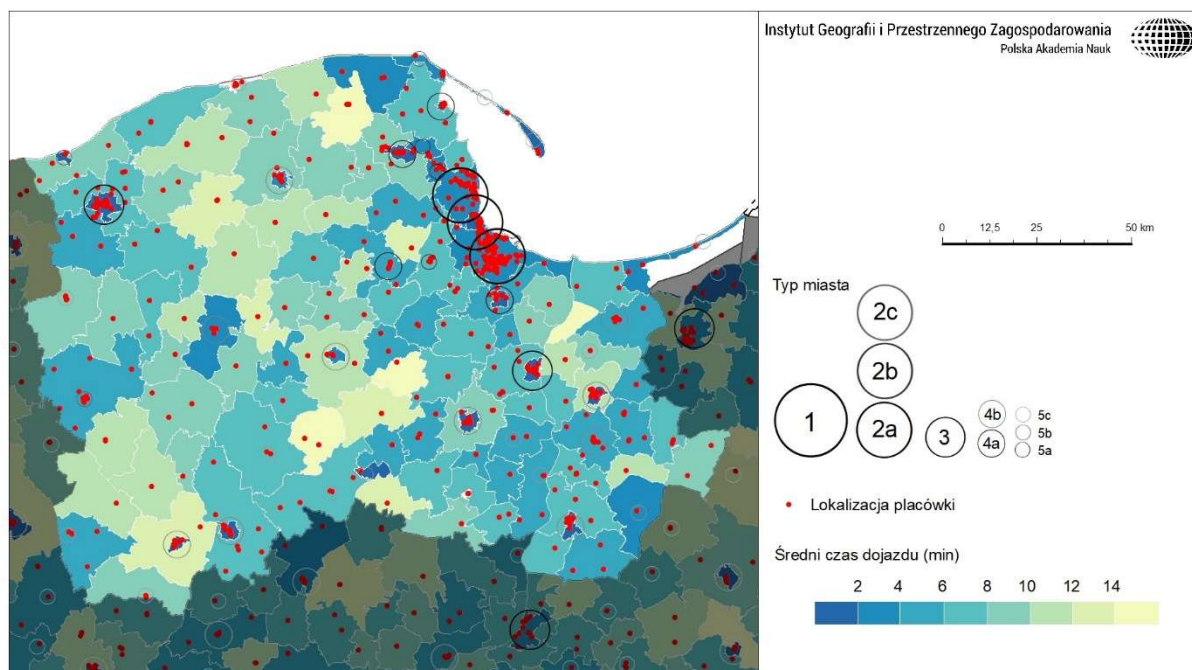 Instytut Geografii i Przestrzennego Zagospodarowania
Polska Akademia Nauk
0 12,5 25 50 km
Typ miasta
2c
2b
1 2a 3 4b 4a 5c 5b 5a
Lokalizacja placówki
Średni czas dojazdu (min)
2 4 6 8 10 12 14